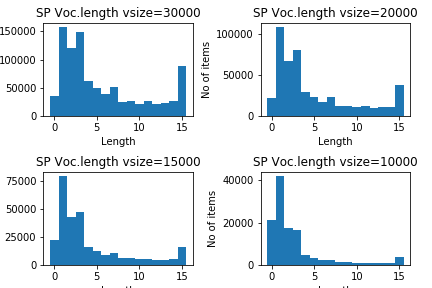 SP Voc.length vsize=30000
150000
100000
50000
0
0 5 10 15
Length
SP Voc.length vsize=20000
No of items
100000
50000
0
0 5 10 15
Length
SP Voc.length vsize=15000
75000
50000
25000
0
0 5 10 15
SP Voc.length vsize=10000
No of items
40000
20000
0
0 5 10 15